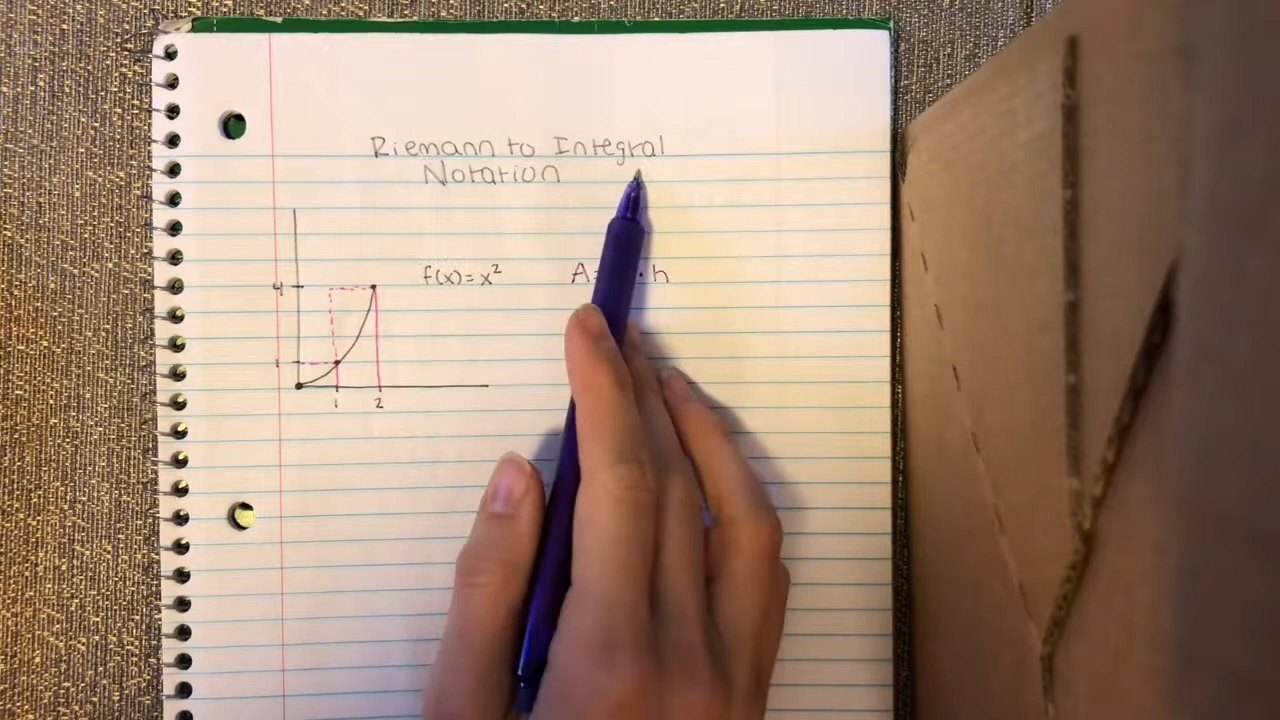 Riemann to Integral
Notation
f(x)=x² A= · h
4
1
1 2